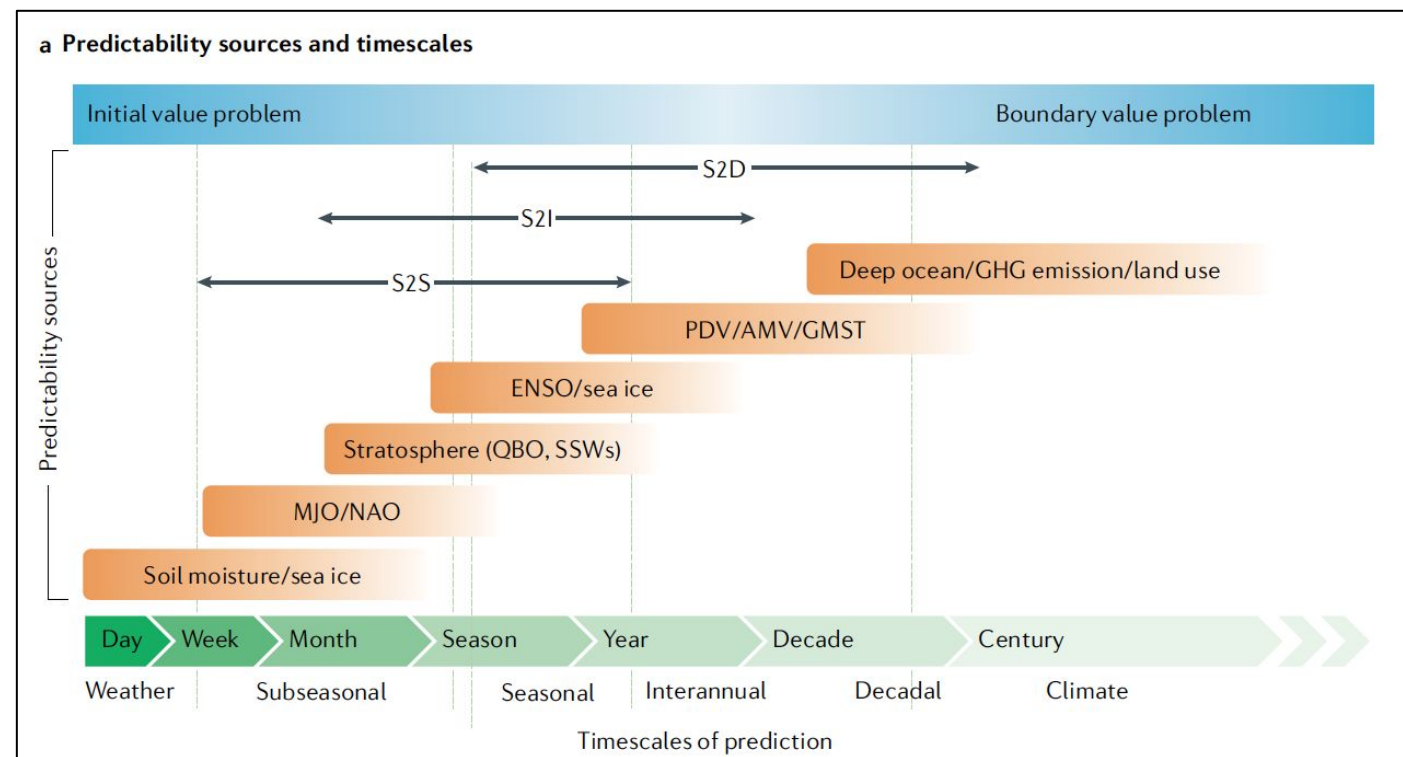 a Predictability sources and timescales
Initial value problem
Boundary value problem
Predictability sources
S2D
S2I
S2S
Deep ocean/GHG emission/land use
PDV/AMV/GMST
ENSO/sea ice
Stratosphere (QBO, SSWs)
MJO/NAO
Soil moisture/sea ice
Day Week Month Season Year Decade Century
Weather Subseasonal Seasonal Interannual Decadal Climate
Timescales of prediction